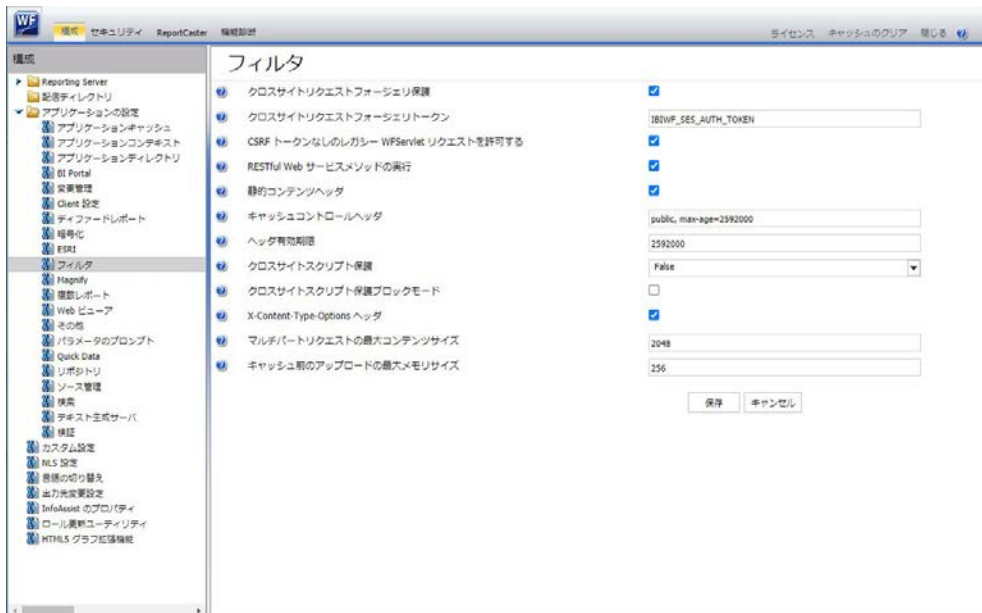 WF
構成 セキュリティ ReportCaster 機能診断
ライセンス キャッシュのクリア 閉じる
構成
Reporting Server
配信ディレクトリ
アプリケーションの設定
アプリケーションキャッシュ
アプリケーションコンテキスト
アプリケーションディレクトリ
BI Portal
変更管理
Client 設定
ディファードレポート
暗号化
ESRI
フィルタ
Magnify
複数レポート
Web ビューア
その他
パラメータのプロンプト
Quick Data
リポジトリ
ソース管理
検索
テキスト生成サーバ
検証
カスタム設定
NLS 設定
言語の切り替え
出力先変更設定
InfoAssist のプロパティ
ロール更新ユーティリティ
HTML5 グラフ拡張機能
フィルタ
クロスサイトリクエストフォージェリ保護
クロスサイトリクエストフォージェリトークン IBIWF_SES_AUTH_TOKEN
CSRF トークンなしのレガシー WFServlet リクエストを許可する
RESTful Web サービスメソッドの実行
静的コンテンツヘッダ
キャッシュコントロールヘッダ public, max-age=2592000
ヘッダ有効期限 2592000
クロスサイトスクリプト保護 False
クロスサイトスクリプト保護ブロックモード
X-Content-Type-Options ヘッダ
マルチパートリクエストの最大コンテンツサイズ 2048
キャッシュ前のアップロードの最大メモリサイズ 256
保存 キャンセル